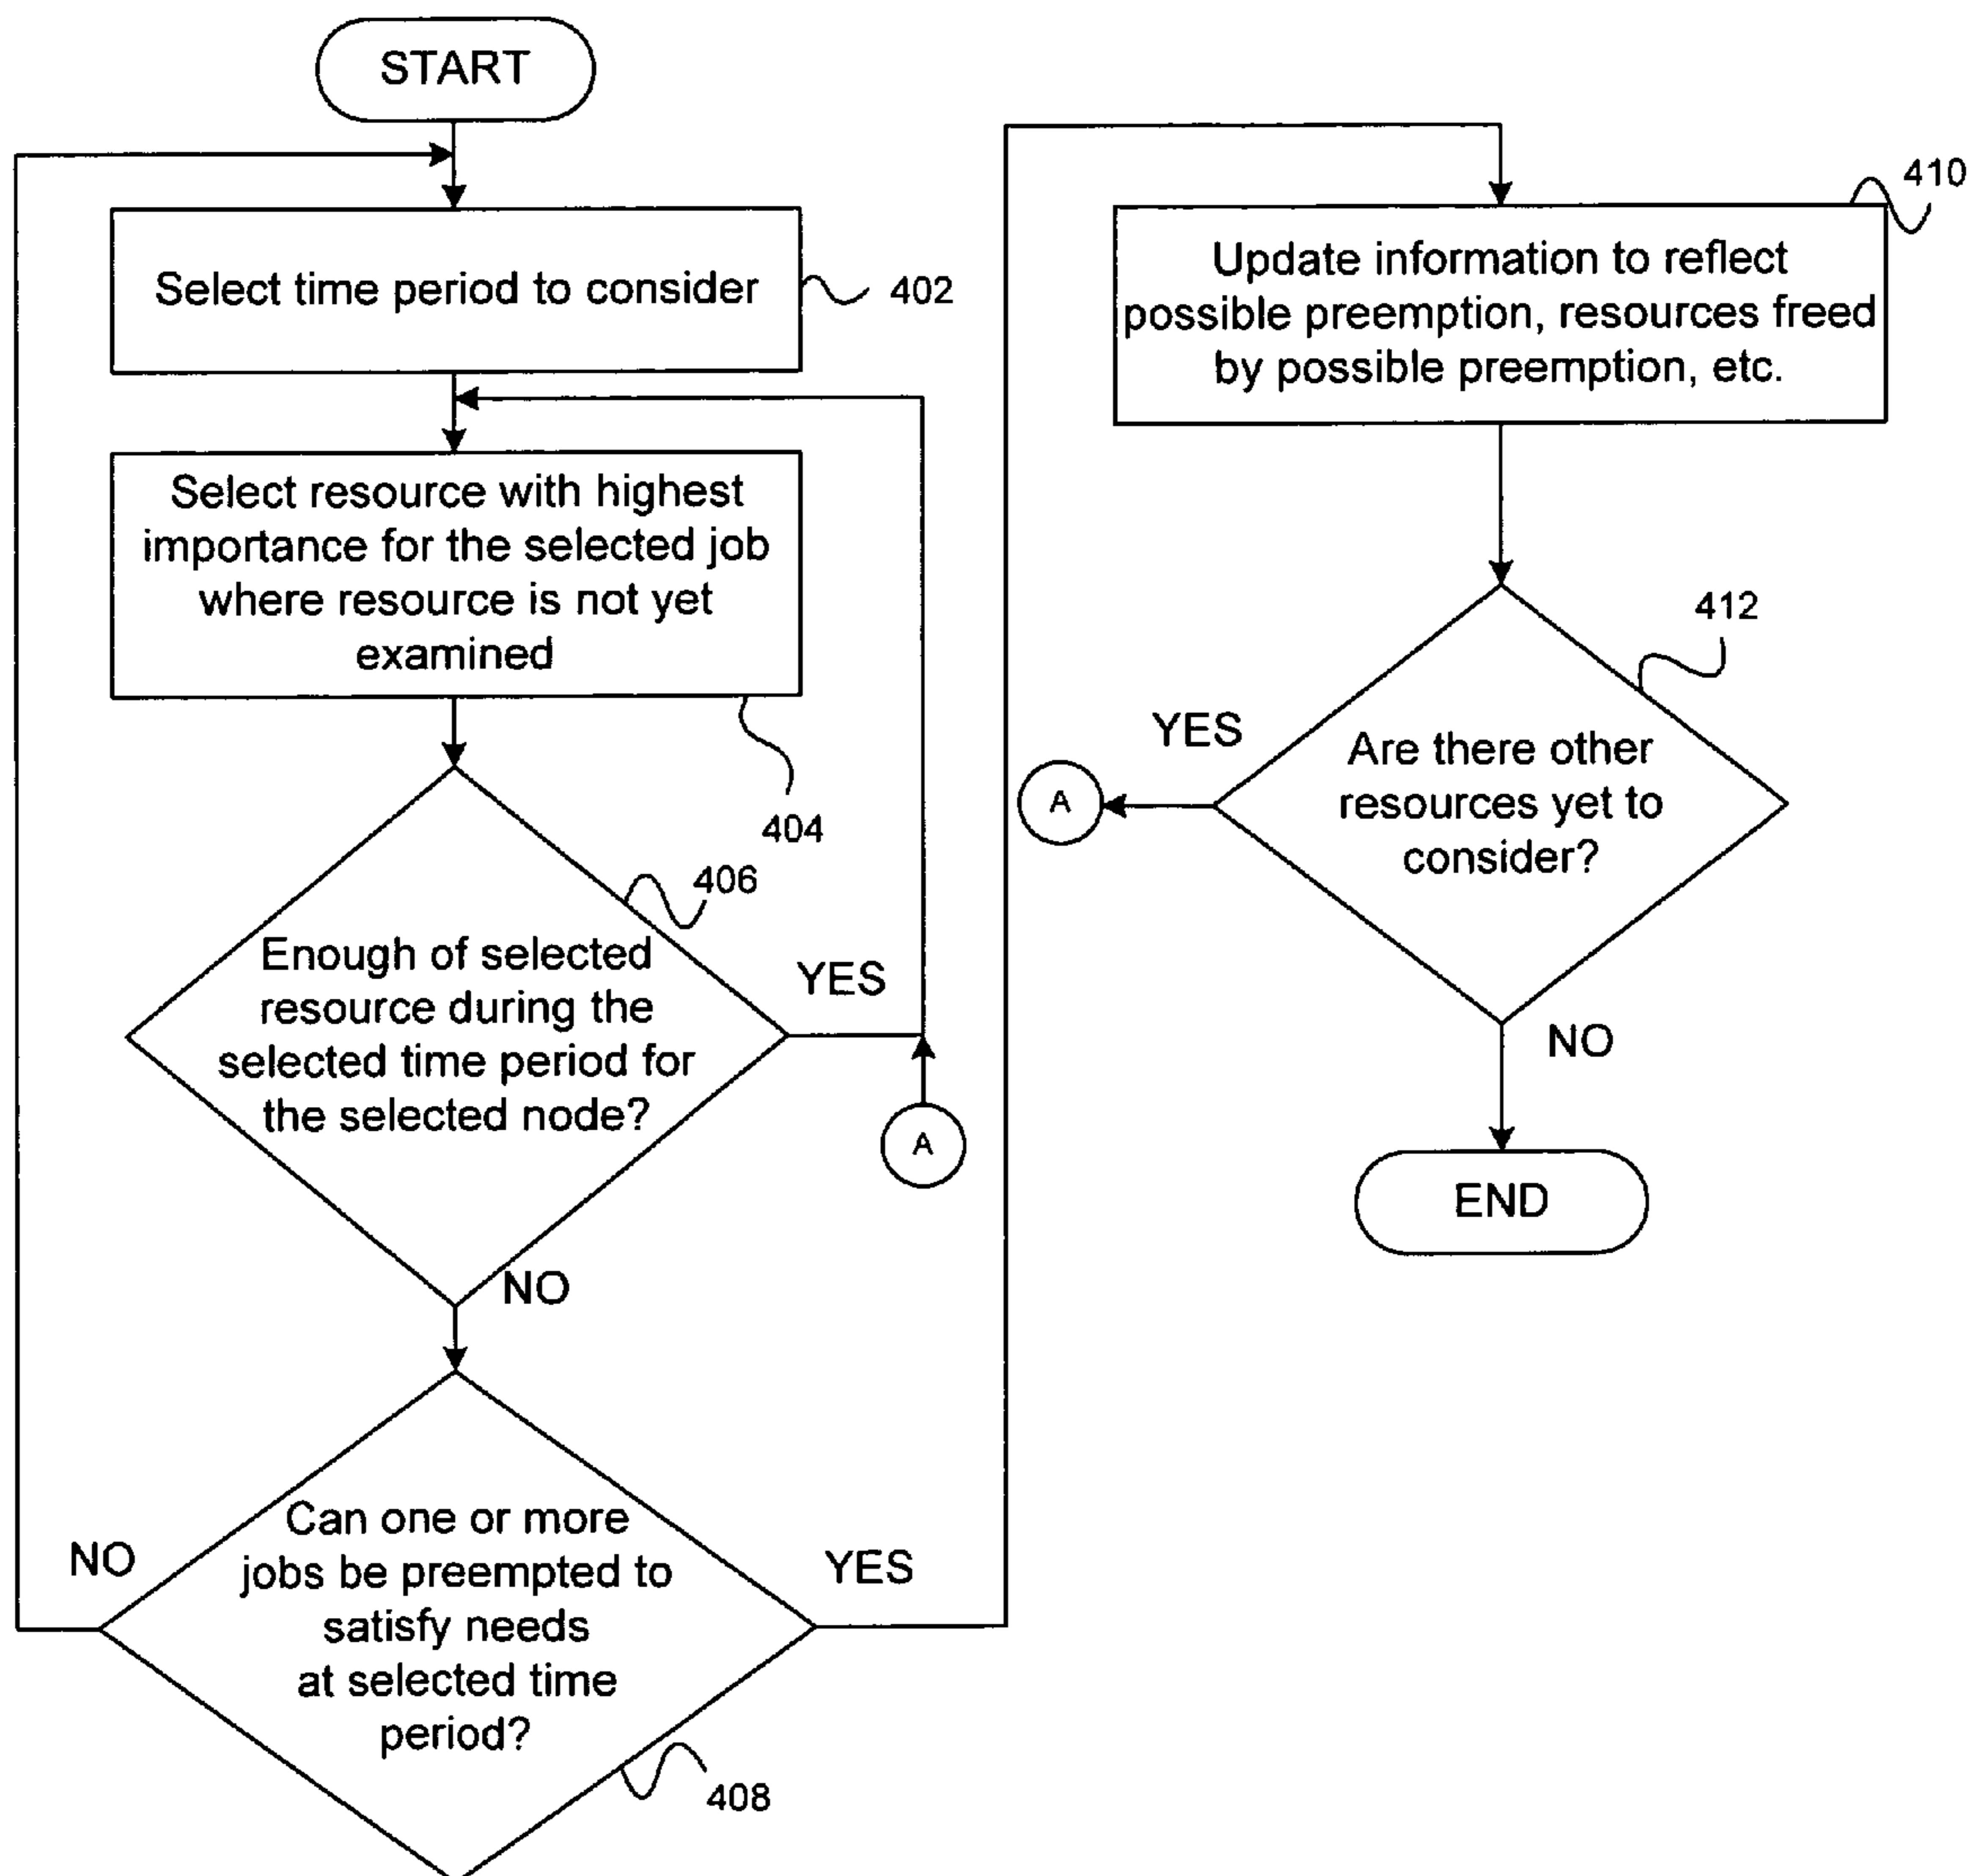 START
Select time period to consider
402
Select resource with highest
importance for the selected job
where resource is not yet
examined
404
406
Enough of selected
resource during the
selected time period for
the selected node?
YES
A
NO
Can one or more
jobs be preempted to
satisfy needs
at selected time
period?
NO
YES
408
410
Update information to reflect
possible preemption, resources freed
by possible preemption, etc.
412
Are there other
resources yet to
consider?
YES
A
NO
END